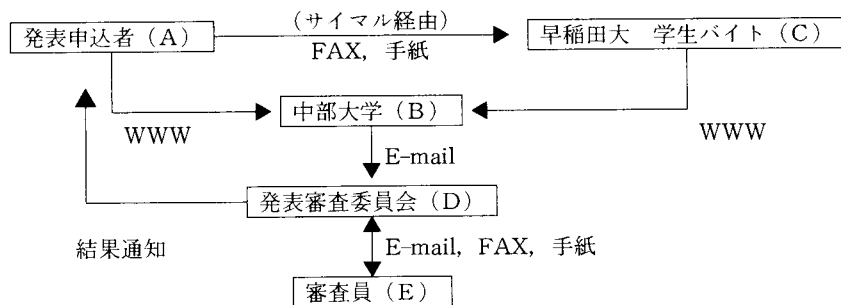 (サイマル経由)
発表申込者(A)
早稲田大 学生バイト(C)
FAX, 手紙
中部大学(B)
WWW
WWW
E-mail
発表審査委員会(D)
結果通知
E-mail, FAX, 手紙
審査員(E)